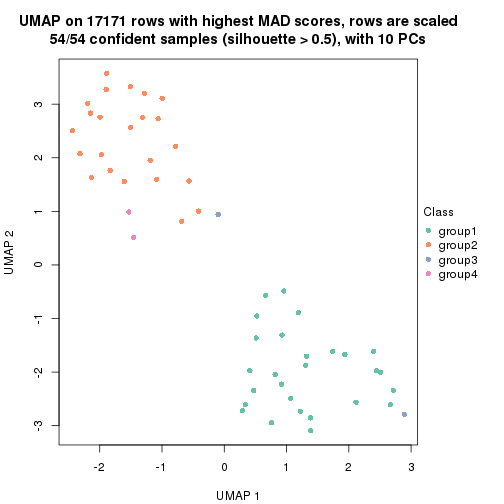 UMAP on 17171 rows with highest MAD scores, rows are scaled
54/54 confident samples (silhouette > 0.5), with 10 PCs
3
2
1
0
-1
-2
-3
UMAP 2
-2
-1
0
1
2
3
UMAP 1
Class
group1
group2
group3
group4